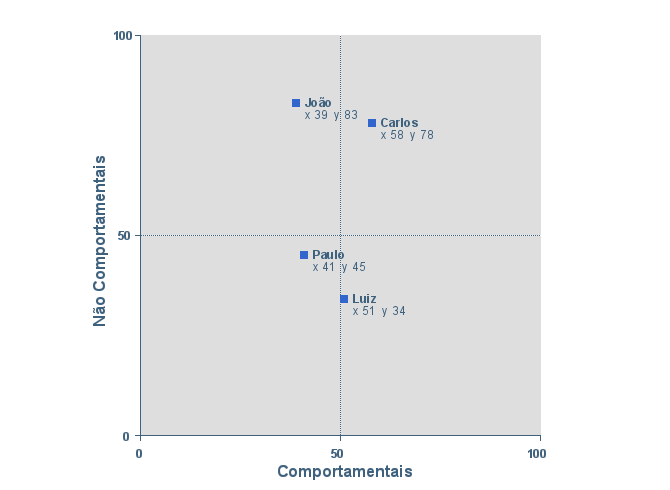 100
João
x 39 y 83
Carlos
x 58 y 78
Não Comportamentais
50
Paulo
x 41 y 45
Luiz
x 51 y 34
0
0
50
100
Comportamentais